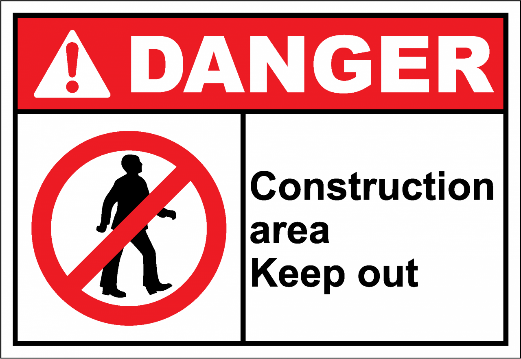 DANGER
Construction
area
Keep out